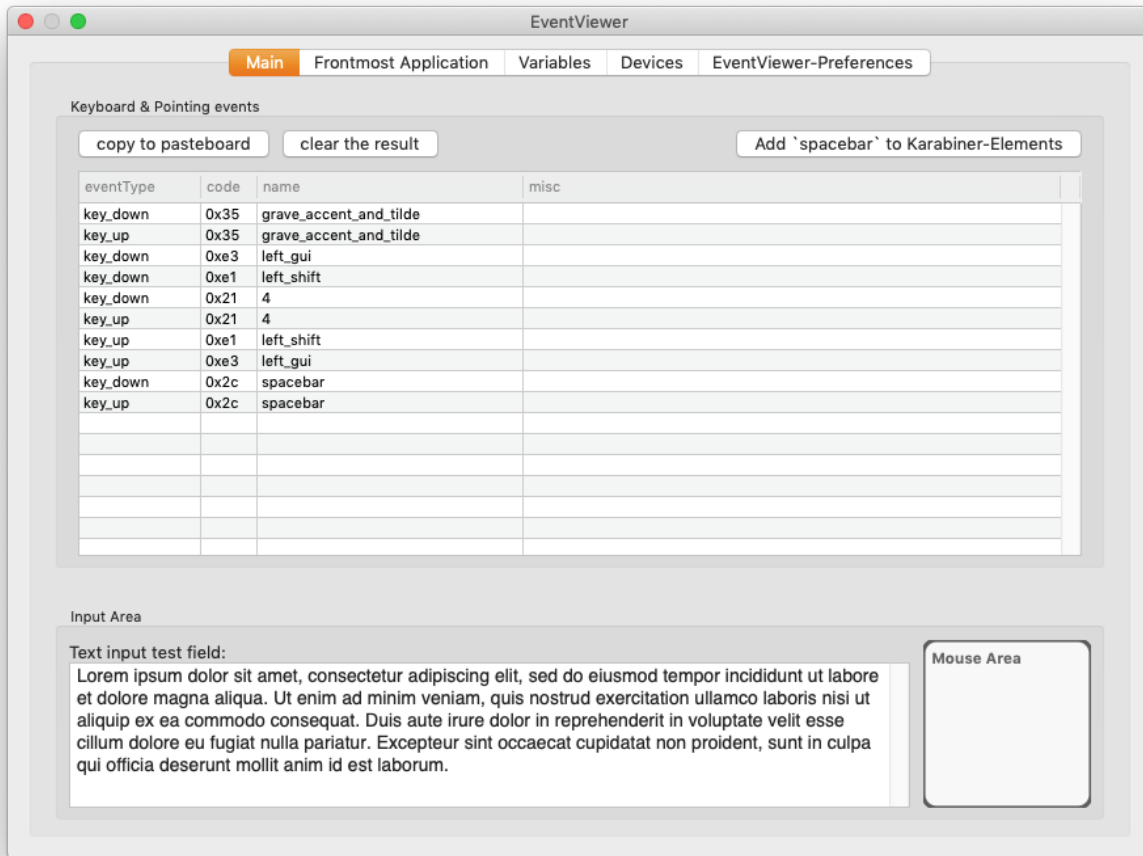 EventViewer
Main Frontmost Application Variables Devices EventViewer-Preferences
Keyboard & Pointing events
copy to pasteboard clear the result Add `spacebar` to Karabiner-Elements
eventType code name misc
key_down 0x35 grave_accent_and_tilde
key_up 0x35 grave_accent_and_tilde
key_down 0xe3 left_gui
key_down 0xe1 left_shift
key_down 0x21 4
key_up 0x21 4
key_up 0xe1 left_shift
key_up 0xe3 left_gui
key_down 0x2c spacebar
key_up 0x2c spacebar
Input Area
Text input test field:
Lorem ipsum dolor sit amet, consectetur adipiscing elit, sed do eiusmod tempor incididunt ut labore
et dolore magna aliqua. Ut enim ad minim veniam, quis nostrud exercitation ullamco laboris nisi ut
aliquip ex ea commodo consequat. Duis aute irure dolor in reprehenderit in voluptate velit esse
cillum dolore eu fugiat nulla pariatur. Excepteur sint occaecat cupidatat non proident, sunt in culpa
qui officia deserunt mollit anim id est laborum.
Mouse Area